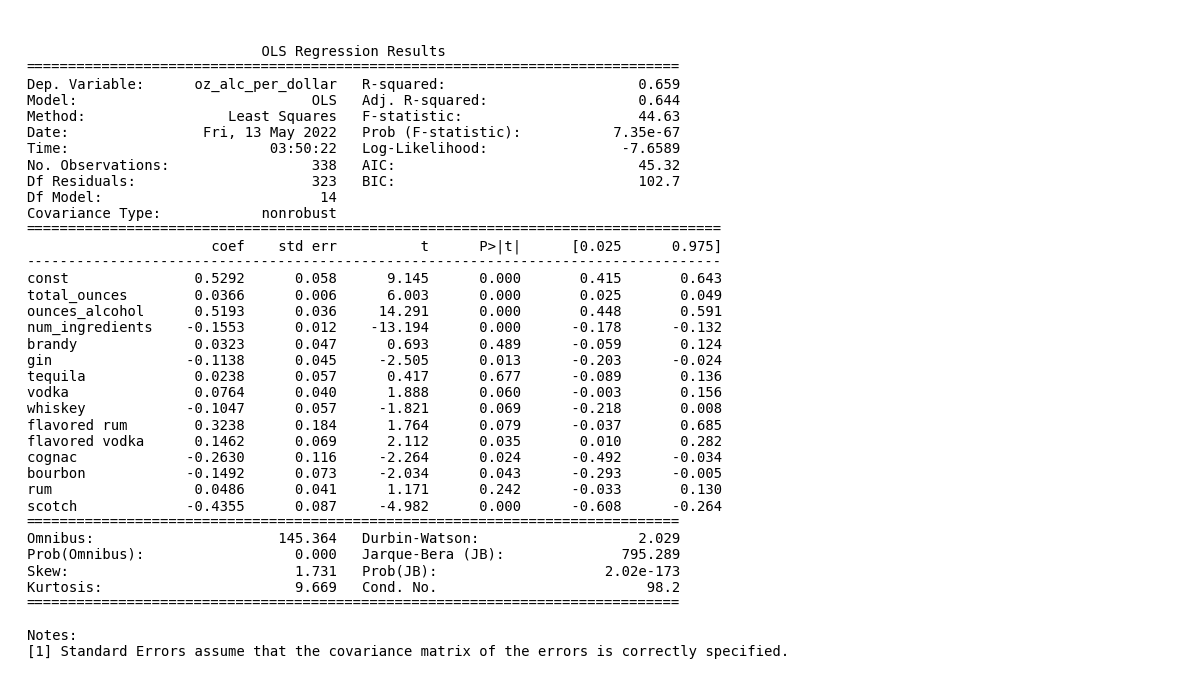 OLS Regression Results
==============================================================================
Dep. Variable:      oz_alc_per_dollar   R-squared:                       0.659
Model:                            OLS   Adj. R-squared:                  0.644
Method:                 Least Squares   F-statistic:                     44.63
Date:                Fri, 13 May 2022   Prob (F-statistic):           7.35e-67
Time:                        03:50:22   Log-Likelihood:                -7.6589
No. Observations:                 338   AIC:                             45.32
Df Residuals:                     323   BIC:                             102.7
Df Model:                          14
Covariance Type:            nonrobust
===================================================================================
                      coef    std err          t      P>|t|      [0.025      0.975]
-----------------------------------------------------------------------------------
const               0.5292      0.058      9.145      0.000       0.415       0.643
total_ounces        0.0366      0.006      6.003      0.000       0.025       0.049
ounces_alcohol      0.5193      0.036     14.291      0.000       0.448       0.591
num_ingredients    -0.1553      0.012    -13.194      0.000      -0.178      -0.132
brandy              0.0323      0.047      0.693      0.489      -0.059       0.124
gin                -0.1138      0.045     -2.505      0.013      -0.203      -0.024
tequila             0.0238      0.057      0.417      0.677      -0.089       0.136
vodka               0.0764      0.040      1.888      0.060      -0.003       0.156
whiskey            -0.1047      0.057     -1.821      0.069      -0.218       0.008
flavored rum        0.3238      0.184      1.764      0.079      -0.037       0.685
flavored vodka      0.1462      0.069      2.112      0.035       0.010       0.282
cognac             -0.2630      0.116     -2.264      0.024      -0.492      -0.034
bourbon            -0.1492      0.073     -2.034      0.043      -0.293      -0.005
rum                 0.0486      0.041      1.171      0.242      -0.033       0.130
scotch             -0.4355      0.087     -4.982      0.000      -0.608      -0.264
==============================================================================
Omnibus:                      145.364   Durbin-Watson:                   2.029
Prob(Omnibus):                  0.000   Jarque-Bera (JB):              795.289
Skew:                           1.731   Prob(JB):                    2.02e-173
Kurtosis:                       9.669   Cond. No.                         98.2
==============================================================================
Notes:
[1] Standard Errors assume that the covariance matrix of the errors is correctly specified.